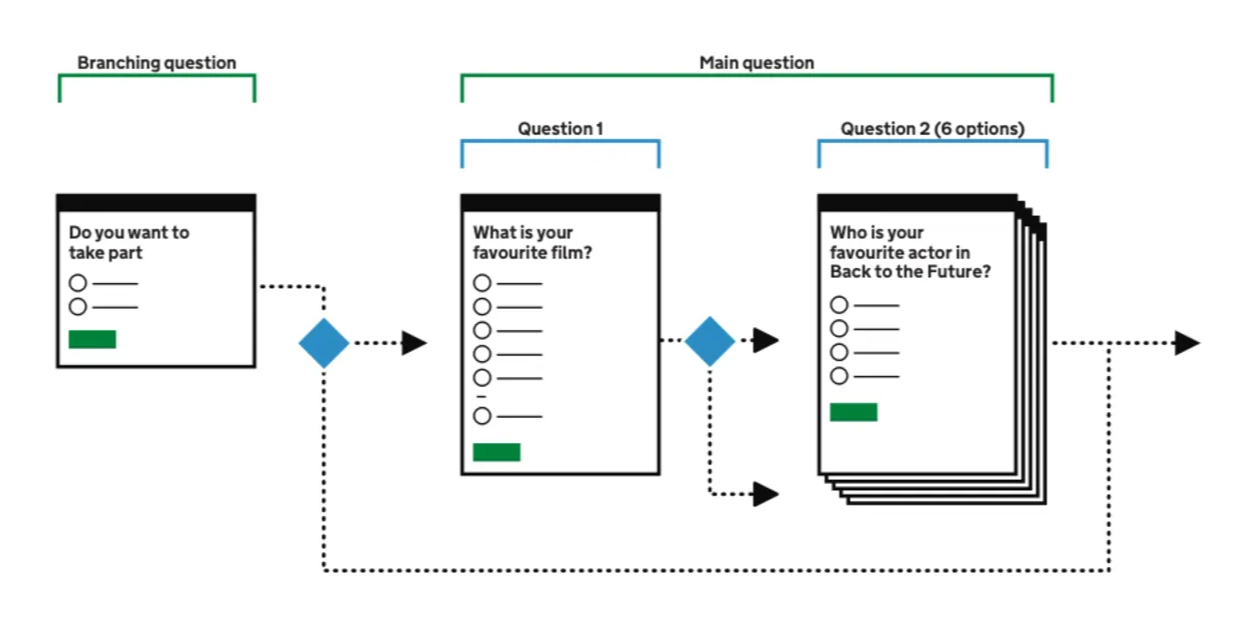 Branching question
Main question
Question 1
Question 2 (6 options)
Do you want to
take part
What is your
favourite film?
Who is your
favourite actor in
Back to the Future?